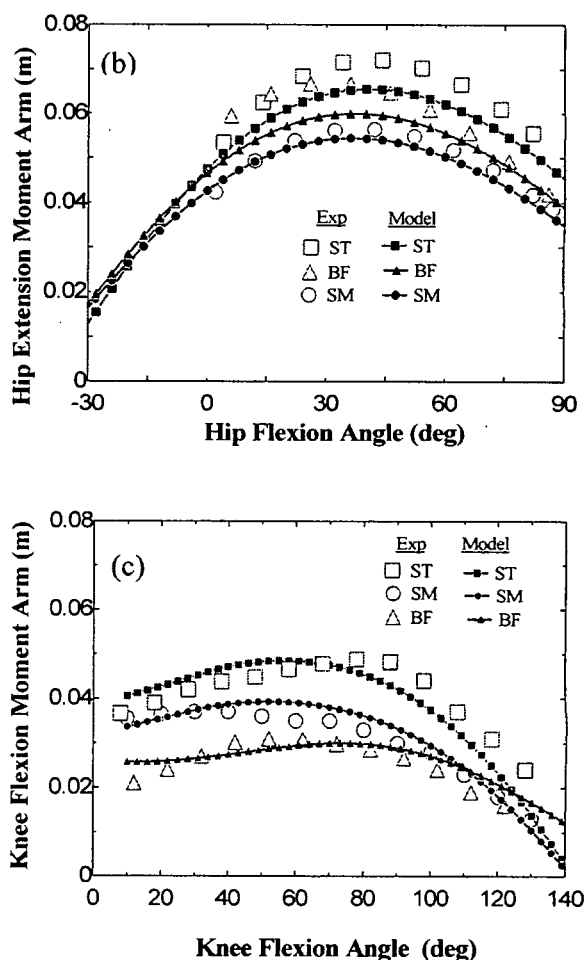 0.08
(b)
Hip Extension Moment Arm (m)
0.06
0.04
Exp Model
ST ST
BF BF
0.02
SM SM
0
-30 0 30 60 90
Hip Flexion Angle (deg)
0.08
(c)
Knee Flexion Moment Arm (m)
Exp Model
ST ST
0.06
SM SM
BF BF
0.04
0.02
0.00
0 20 40 60 80 100 120 140
Knee Flexion Angle (deg)